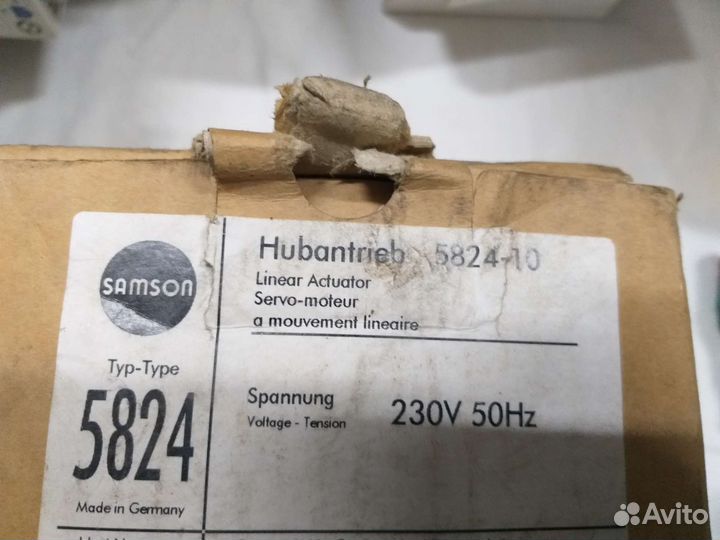 SAMSON
Hubantrieb 5824-10
Linear Actuator
Servo-moteur
a mouvement lineaire
Typ-Type
5824
Made in Germany
Spannung
Voltage - Tension
230V 50Hz
Avito